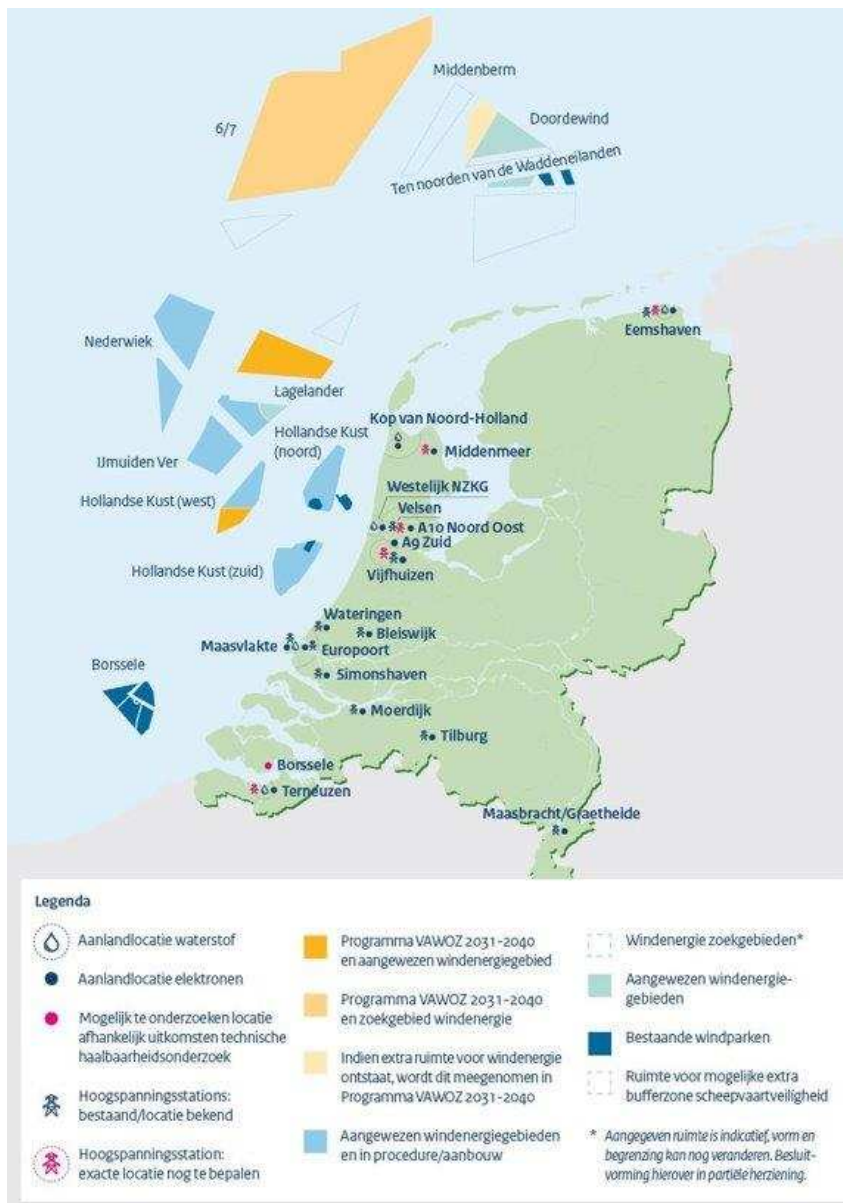 Middenberm
6/7
Doordewind
Ten noorden van de Waddeneilanden
Nederwiek
Eemshaven
Lagelander
Kop van Noord-Holland
Hollandse Kust
(noord)
Middenmeer
IJmuiden Ver
Westelijk NZKG
Hollandse Kust (west)
Velsen
A10 Noord Oost
A9 Zuid
Hollandse Kust (zuid)
Vijfhuizen
Wateringen
Bleiswijk
Maasvlakte
Europoort
Borssele
Simonshaven
Moerdijk
Tilburg
Borssele
Terneuzen
Maasbracht/Graetheide
Legenda
Aanlandlocatie waterstof
Aanlandlocatie elektronen
Mogelijk te onderzoeken locatie
afhankelijk uitkomsten technische
haalbaarheidsonderzoek
Hoogspanningsstations:
bestaand/locatie bekend
Hoogspanningsstation:
exacte locatie nog te bepalen
Programma VAWOZ 2031-2040
en aangewezen windenergiegebied
Programma VAWOZ 2031-2040
en zoekgebied windenergie
Indien extra ruimte voor windenergie
ontstaat, wordt dit meegenomen in
Programma VAWOZ 2031-2040
Aangewezen windenergiegebieden
en in procedure/aanbouw
Windenergie zoekgebieden*
Aangewezen windenergie-
gebieden
Bestaande windparken
Ruimte voor mogelijke extra
bufferzone scheepvaartveiligheid
* Aangegeven ruimte is indicatief, vorm en
begrenzing kan nog veranderen. Besluit-
vorming hierover in partiële herziening.